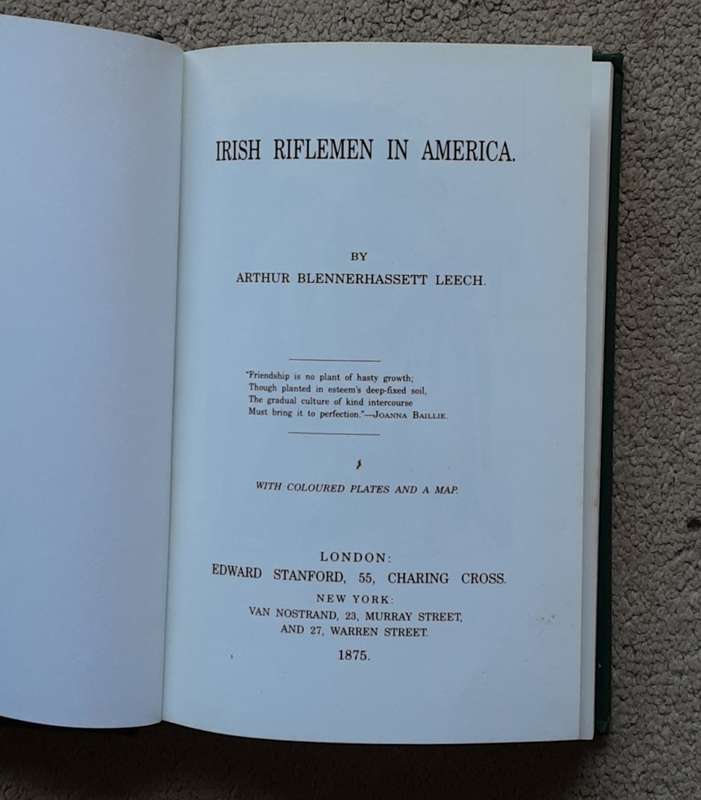 IRISH RIFLEMEN IN AMERICA.
BY
ARTHUR BLENNERHASSETT LEECH.
"Friendship is no plant of hasty growth;
Though planted in esteem's deep-fixed soil,
The gradual culture of kind intercourse
Must bring it to perfection."—JOANNA BAILLIE.
WITH COLOURED PLATES AND A MAP.
LONDON:
EDWARD STANFORD, 55, CHARING CROSS.
NEW YORK:
VAN NOSTRAND, 23, MURRAY STREET,
AND 27, WARREN STREET.
1875.